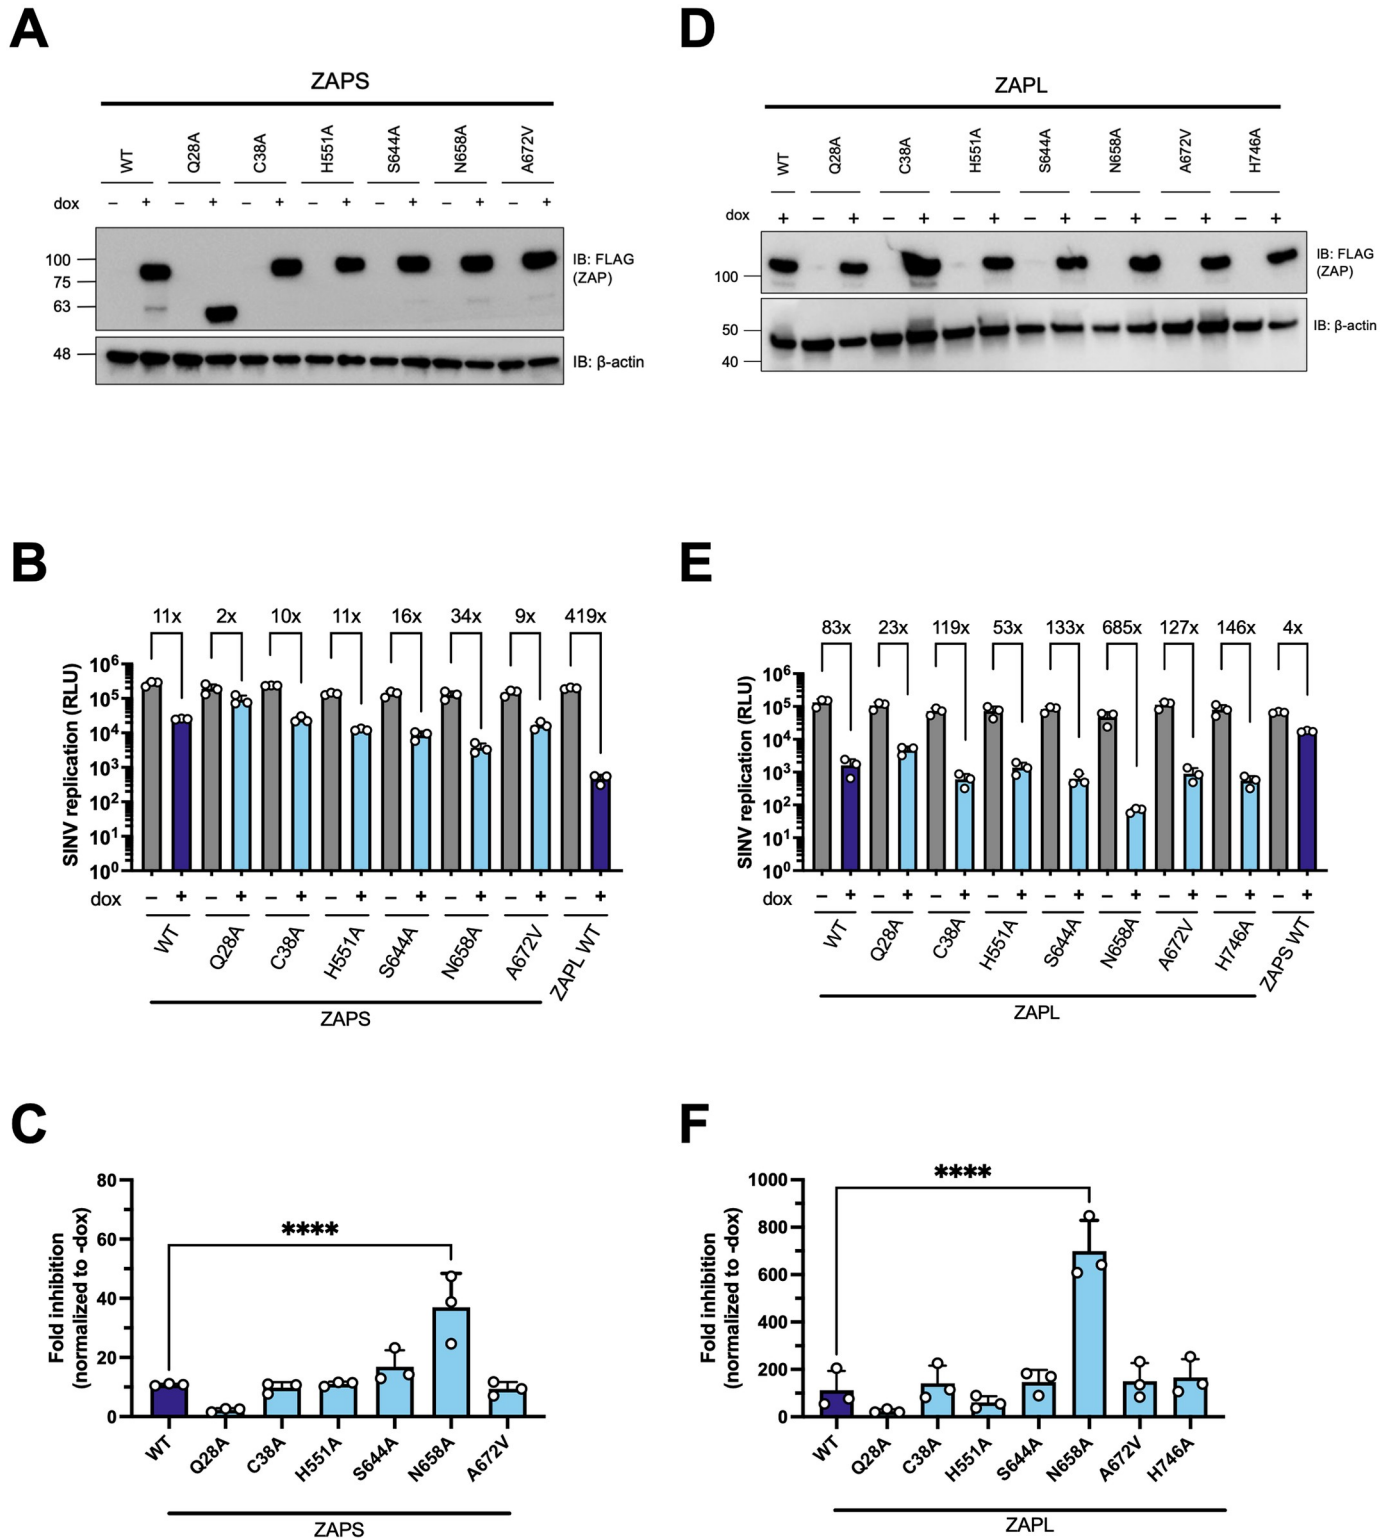 A
ZAPS
WT Q28A C38A H551A S644A N658A A672V
dox − + − + − + − + − + − + − +
100
75
63
IB: FLAG
(ZAP)
48
IB: β-actin
D
ZAPL
WT Q28A C38A H551A S644A N658A A672V H746A
dox + − + − + − + − + − + − + − +
100
IB: FLAG
(ZAP)
50
40
IB: β-actin
B
11x 2x 10x 11x 16x 34x 9x 419x
SINV replication (RLU)
10⁶
10⁵
10⁴
10³
10²
10¹
10⁰
dox − + − + − + − + − + − + − + − +
WT Q28A C38A H551A S644A N658A A672V ZAPL WT
ZAPS
E
83x 23x 119x 53x 133x 685x 127x 146x 4x
SINV replication (RLU)
10⁶
10⁵
10⁴
10³
10²
10¹
10⁰
dox − + − + − + − + − + − + − + − + − +
WT Q28A C38A H551A S644A N658A A672V H746A ZAPS WT
ZAPL
C
Fold inhibition
(normalized to -dox)
80
60
40
20
0
****
WT Q28A C38A H551A S644A N658A A672V
ZAPS
F
Fold inhibition
(normalized to -dox)
1000
800
600
400
200
0
****
WT Q28A C38A H551A S644A N658A A672V H746A
ZAPL